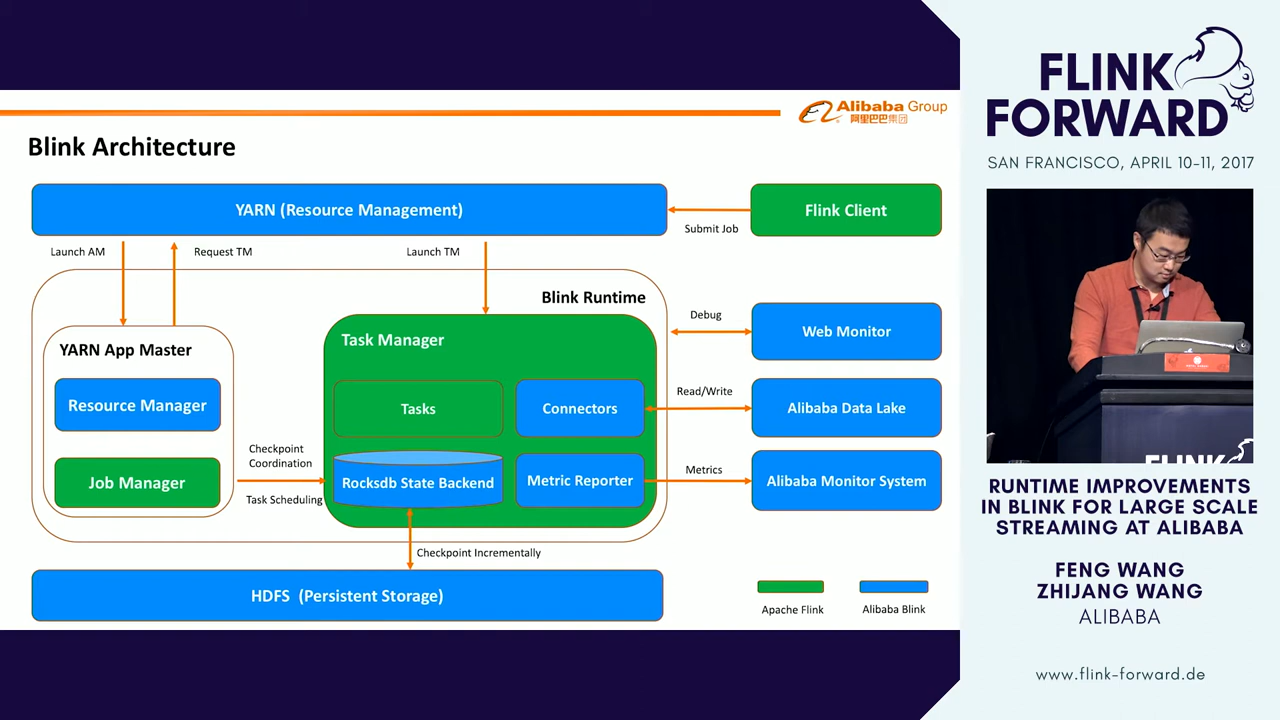 Alibaba Group
阿里巴巴集团
Blink Architecture
YARN (Resource Management)
Flink Client
Submit Job
Launch AM
Request TM
Launch TM
Blink Runtime
YARN App Master
Resource Manager
Job Manager
Checkpoint
Coordination
Task Scheduling
Task Manager
Tasks
Connectors
Rocksdb State Backend
Metric Reporter
Debug
Web Monitor
Read/Write
Alibaba Data Lake
Metrics
Alibaba Monitor System
Checkpoint Incrementally
HDFS (Persistent Storage)
Apache Flink
Alibaba Blink
FLINK
FORWARD
SAN FRANCISCO, APRIL 10-11, 2017
FLINK
RUNTIME IMPROVEMENTS
IN BLINK FOR LARGE SCALE
STREAMING AT ALIBABA
FENG WANG
ZHIJANG WANG
ALIBABA
www.flink-forward.de